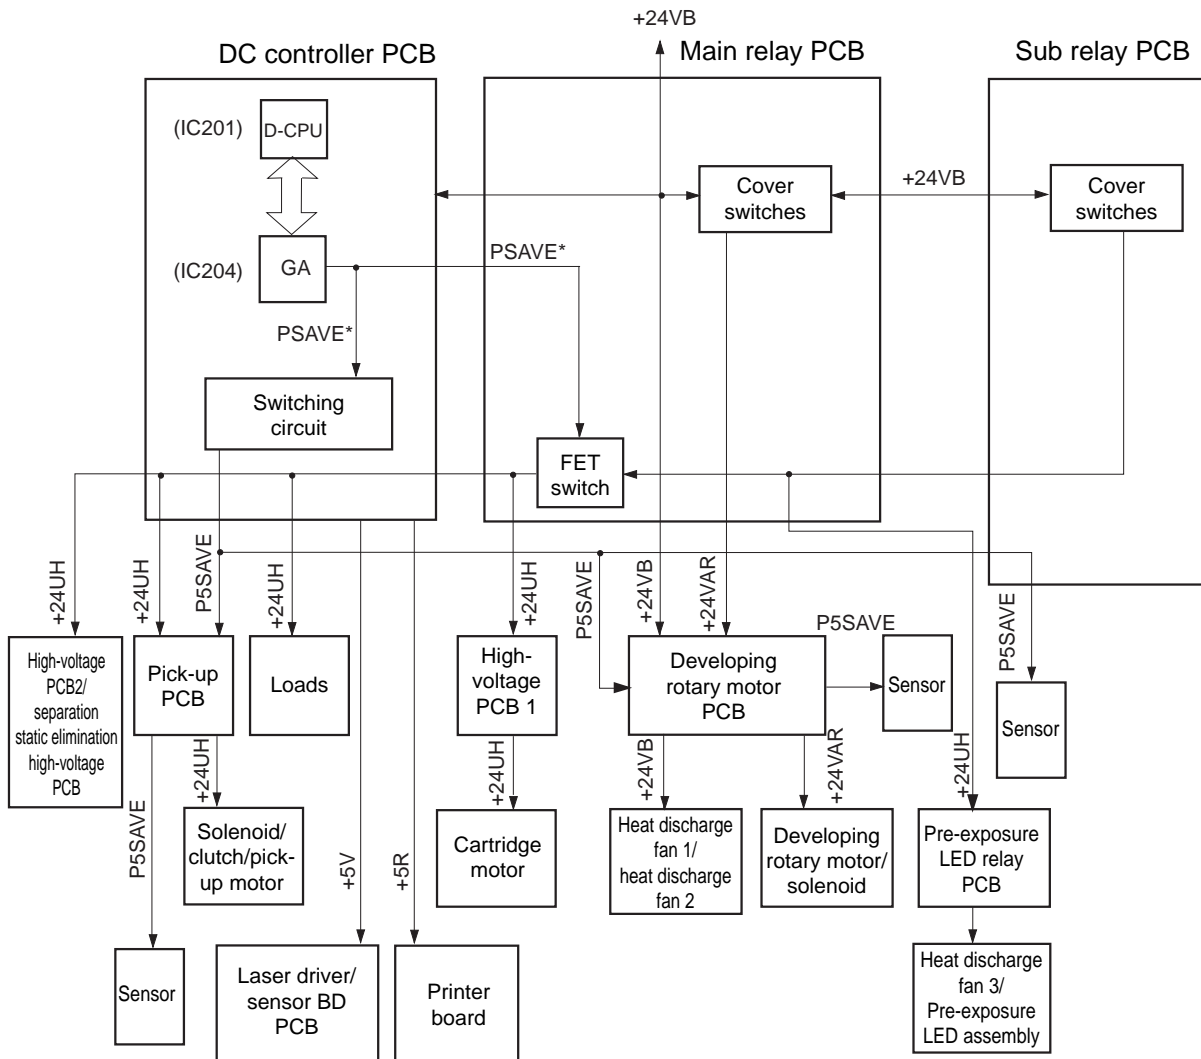 +24VB
DC controller PCB
Main relay PCB
Sub relay PCB
(IC201)
D-CPU
Cover
switches
+24VB
Cover
switches
(IC204)
GA
PSAVE*
PSAVE*
Switching
circuit
FET
switch
+24UH
+24UH
P5SAVE
+24UH
+24UH
P5SAVE
+24VB
+24VAR
P5SAVE
P5SAVE
High-voltage
PCB2/
separation
static elimination
high-voltage
PCB
Pick-up
PCB
Loads
High-
voltage
PCB 1
Developing
rotary motor
PCB
Sensor
Sensor
P5SAVE
+24UH
+5V
+5R
+24UH
+24VB
+24VAR
+24UH
Solenoid/
clutch/pick-
up motor
Cartridge
motor
Heat discharge
fan 1/
heat discharge
fan 2
Developing
rotary motor/
solenoid
Pre-exposure
LED relay
PCB
Sensor
Laser driver/
sensor BD
PCB
Printer
board
Heat discharge
fan 3/
Pre-exposure
LED assembly